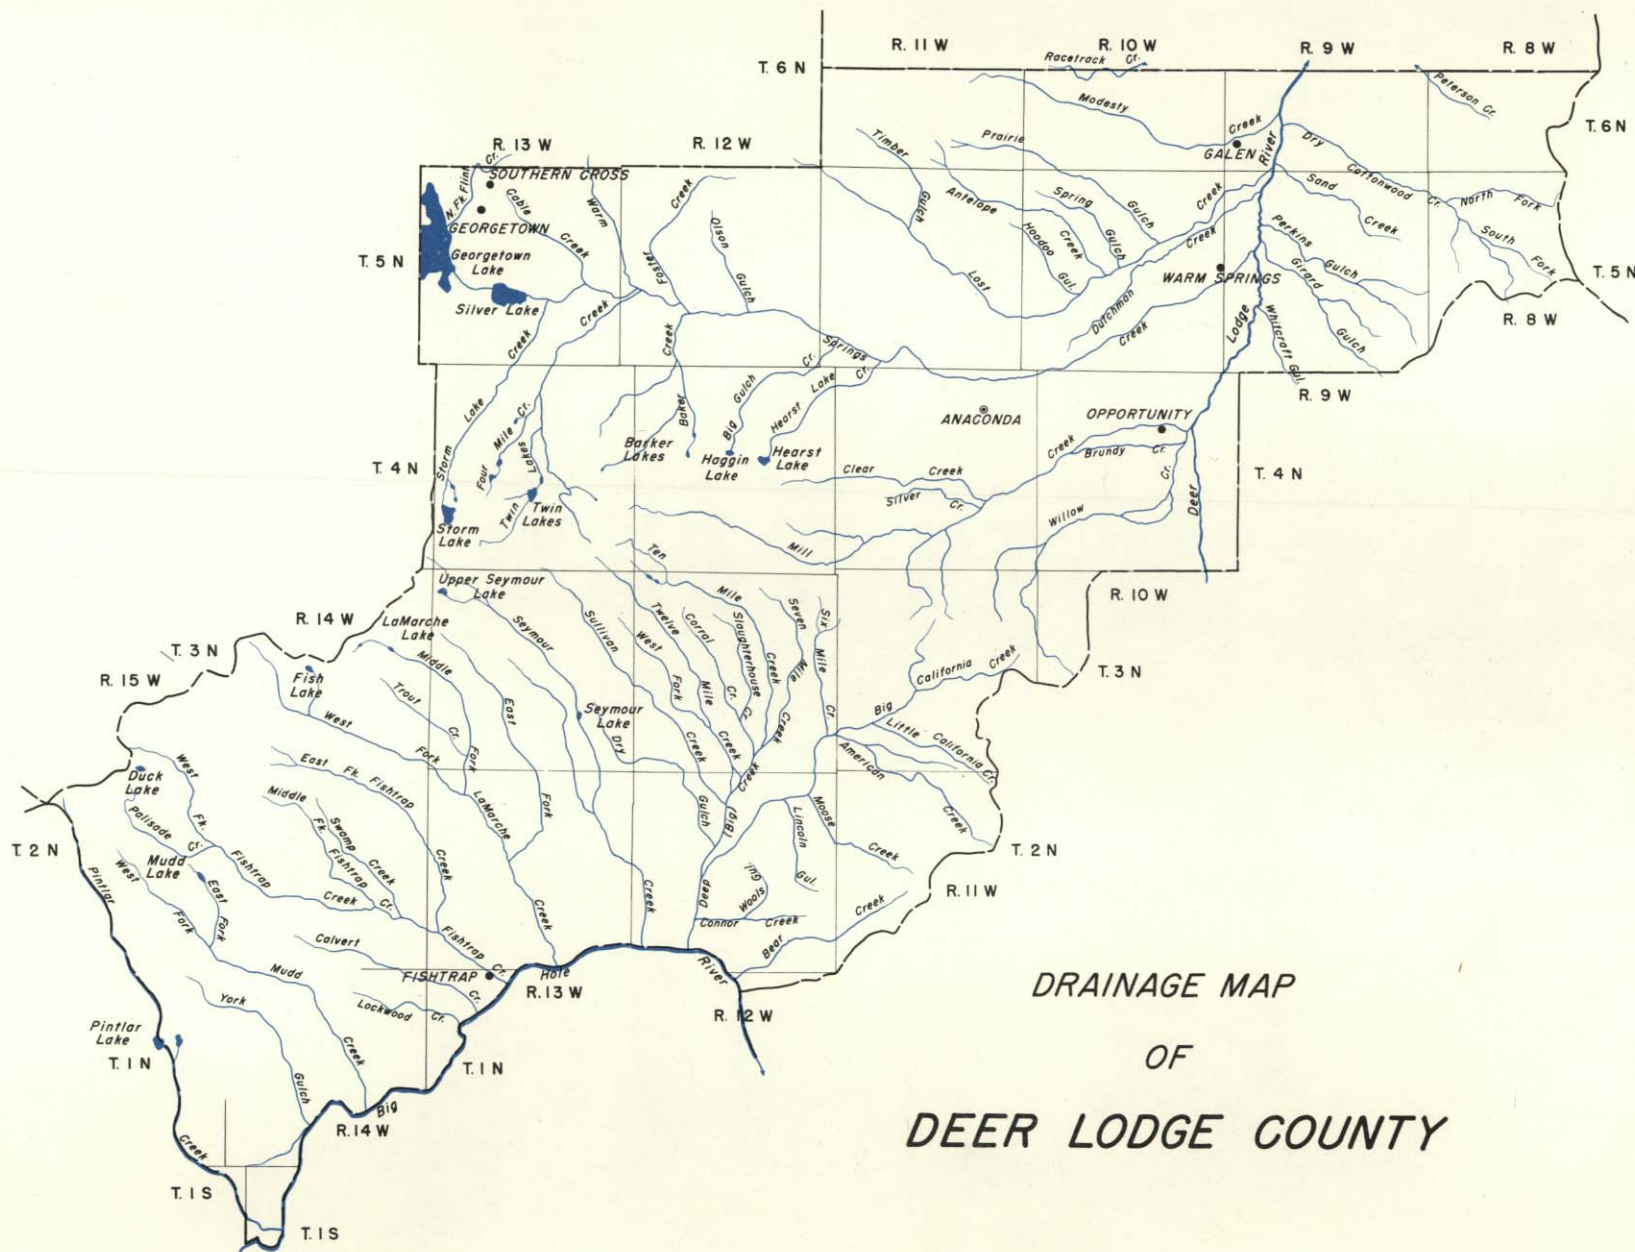 R. 11 W
R. 10 W
R. 9 W
R. 8 W
T. 6 N
Racetrack Cr.
Peterson Cr.
Modesty
Creek
T. 6 N
R. 13 W
R. 12 W
Timber
Gulch
Prairie
Gulch
GALEN
River
Dry
Cottonwood
Cr.
North
Fork
South
Fork
N. Fk. Flint
Cr.
SOUTHERN CROSS
Cable
Creek
Warm
Creek
Foster
Olson
Gulch
Antelope
Creek
Spring
Gulch
Hoodoo
Gul.
Creek
Creek
Sand
Creek
GEORGETOWN
Georgetown
Lake
T. 5 N
Lost
Perkins
Gulch
Girard
Gulch
WARM SPRINGS
T. 5 N
R. 8 W
Silver Lake
Creek
Creek
Creek
Springs
Cr.
Dutchman
Creek
Lodge
Whitcraft Gul.
R. 9 W
Storm
Lake
Four
Mile
Cr.
Twin
Lakes
Baker
Barker
Lakes
Big
Gulch
Haggin
Lake
Hearst
Lake
Cr.
Hearst
Lake
ANACONDA
OPPORTUNITY
Creek
Brundy
Cr.
T. 4 N
T. 4 N
Clear
Creek
Silver
Cr.
Willow
Cr.
Deer
Storm
Lake
Twin
Lakes
Mill
Ten
Mile
Creek
Upper Seymour
Lake
R. 10 W
R. 14 W
LaMarche
Lake
T. 3 N
R. 15 W
Fish
Lake
Middle
Fork
Trout
Cr.
East
Fork
Seymour
Creek
Sullivan
Creek
West
Fork
Twelve
Mile
Creek
Corral
Cr.
Slaughterhouse
Cr.
Seven
Mile
Creek
Six
Mile
Cr.
California
Creek
T. 3 N
Big
Little
California Cr.
American
Creek
West
Fork
LaMarche
Creek
Seymour
Lake
Dry
Gulch
Creek
Duck
Lake
West
Fk.
East
Fk.
Fishtrap
Creek
Middle
Fk.
Fishtrap
Cr.
Swamp
Creek
Palisade
Cr.
Fishtrap
Creek
(Big)
Deep
Lincoln
Gul.
Moose
Creek
T. 2 N
T. 2 N
R. 11 W
Pintlar
Mudd
Lake
West
Fork
East
Fork
Wools
Gul.
Connor
Creek
Bear
Creek
Calvert
Cr.
Fishtrap
Cr.
FISHTRAP
Hole
River
R. 13 W
R. 12 W
Mudd
Creek
York
Gulch
Lockwood
Cr.
Pintlar
Lake
T. 1 N
T. 1 N
Big
R. 14 W
Creek
T. 1 S
T. 1 S
DRAINAGE MAP
OF
DEER LODGE COUNTY